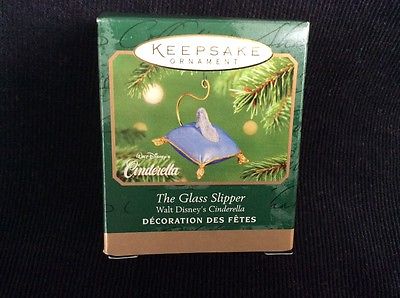 KEEPSAKE
ORNAMENT
WALT DISNEY'S
Cinderella
The Glass Slipper
Walt Disney's Cinderella
DÉCORATION DES FÊTES